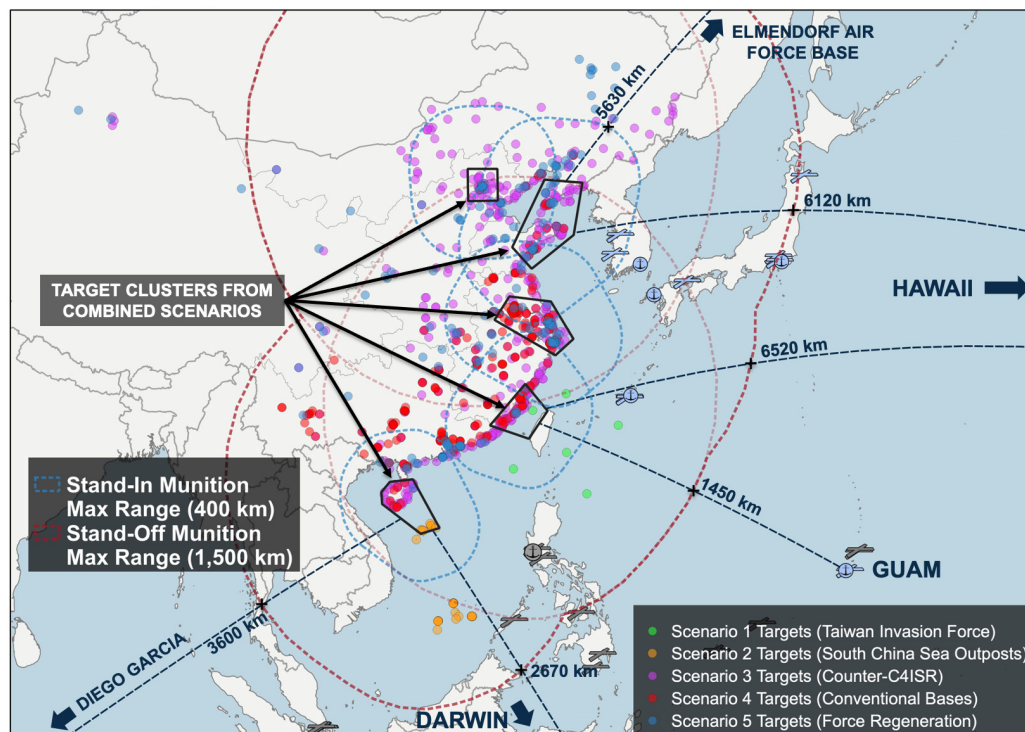 ELMENDORF AIR
FORCE BASE
5630 km
6120 km
TARGET CLUSTERS FROM
COMBINED SCENARIOS
HAWAII
6520 km
Stand-In Munition
Max Range (400 km)
Stand-Off Munition
Max Range (1,500 km)
1450 km
GUAM
3600 km
DIEGO GARCIA
2670 km
DARWIN
Scenario 1 Targets (Taiwan Invasion Force)
Scenario 2 Targets (South China Sea Outposts)
Scenario 3 Targets (Counter-C4ISR)
Scenario 4 Targets (Conventional Bases)
Scenario 5 Targets (Force Regeneration)